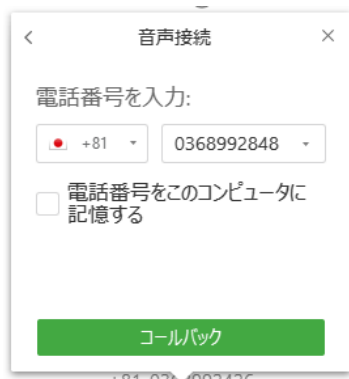 音声接続
電話番号を入力:
+81 0368992848
電話番号をこのコンピュータに
記憶する
コールバック